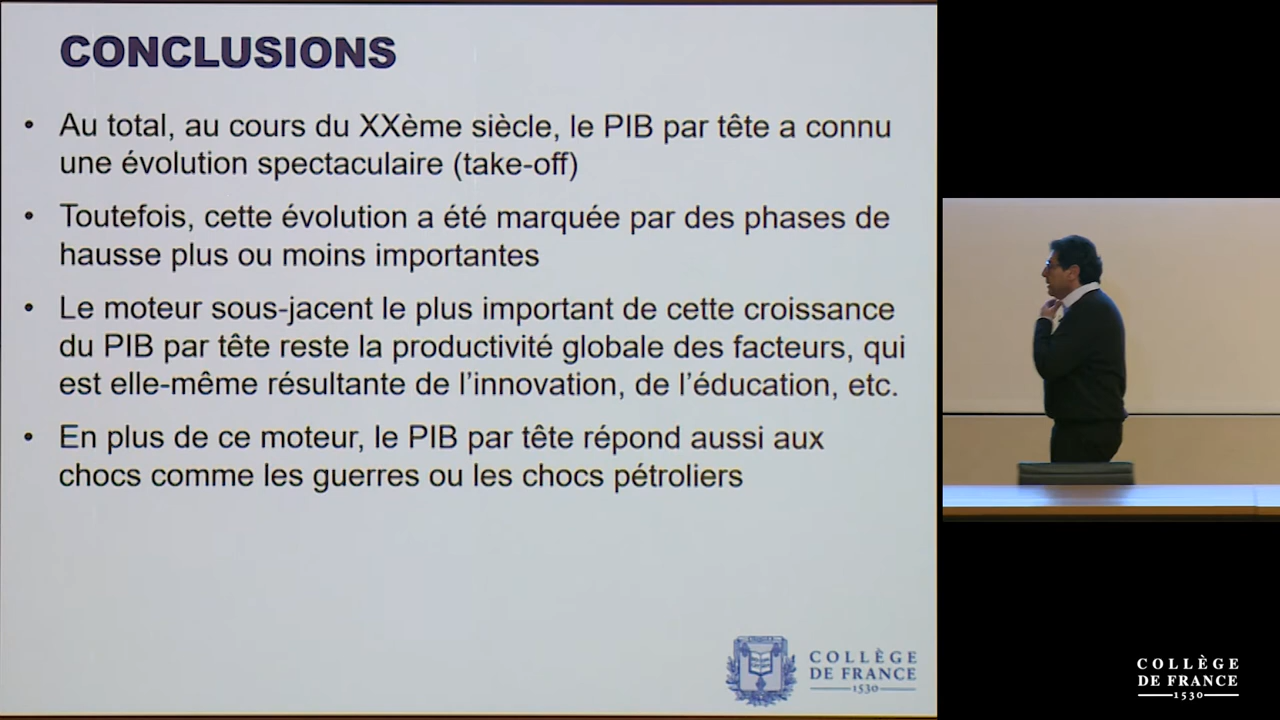 CONCLUSIONS
• Au total, au cours du XXème siècle, le PIB par tête a connu
une évolution spectaculaire (take-off)
• Toutefois, cette évolution a été marquée par des phases de
hausse plus ou moins importantes
• Le moteur sous-jacent le plus important de cette croissance
du PIB par tête reste la productivité globale des facteurs, qui
est elle-même résultante de l’innovation, de l’éducation, etc.
• En plus de ce moteur, le PIB par tête répond aussi aux
chocs comme les guerres ou les chocs pétroliers
COLLÈGE
DE FRANCE
1530
COLLÈGE
DE FRANCE
1530